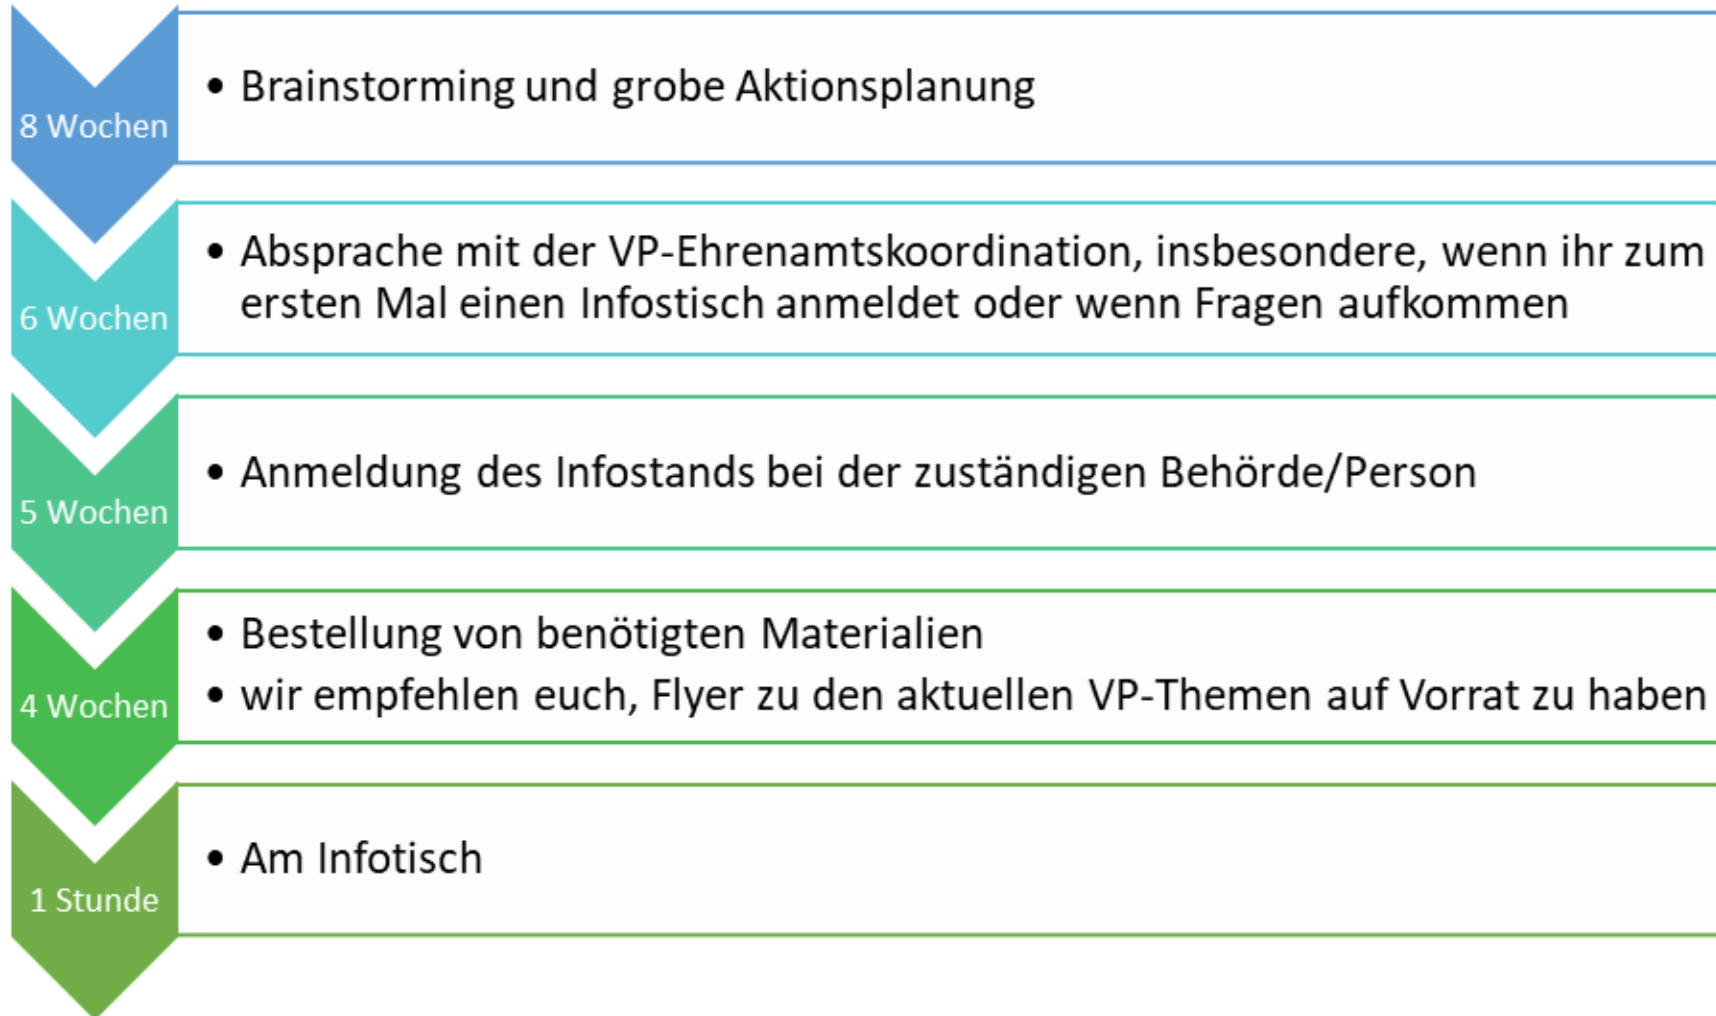 8 Wochen
• Brainstorming und grobe Aktionsplanung
6 Wochen
• Absprache mit der VP-Ehrenamtskoordination, insbesondere, wenn ihr zum
ersten Mal einen Infostisch anmeldet oder wenn Fragen aufkommen
5 Wochen
• Anmeldung des Infostands bei der zuständigen Behörde/Person
4 Wochen
• Bestellung von benötigten Materialien
• wir empfehlen euch, Flyer zu den aktuellen VP-Themen auf Vorrat zu haben
1 Stunde
• Am Infotisch